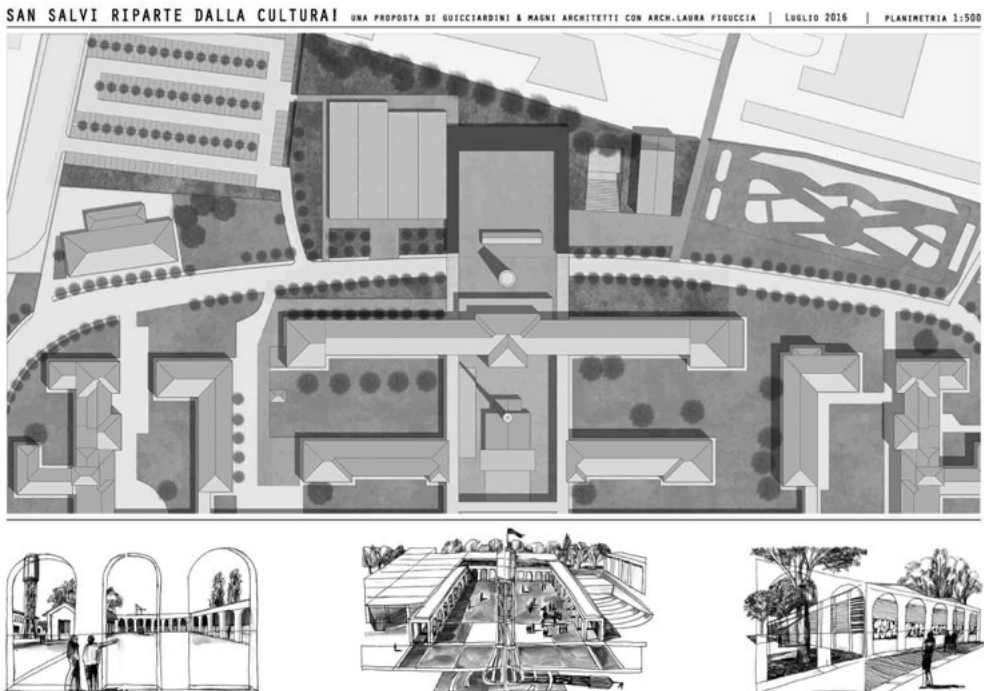 SAN SALVI RIPARTE DALLA CULTURA! UNA PROPOSTA DI GUICCIARDINI & MAGNI ARCHITETTI CON ARCH.LAURA FIGUCCIA | LUGLIO 2016 | PLANIMETRIA 1:500